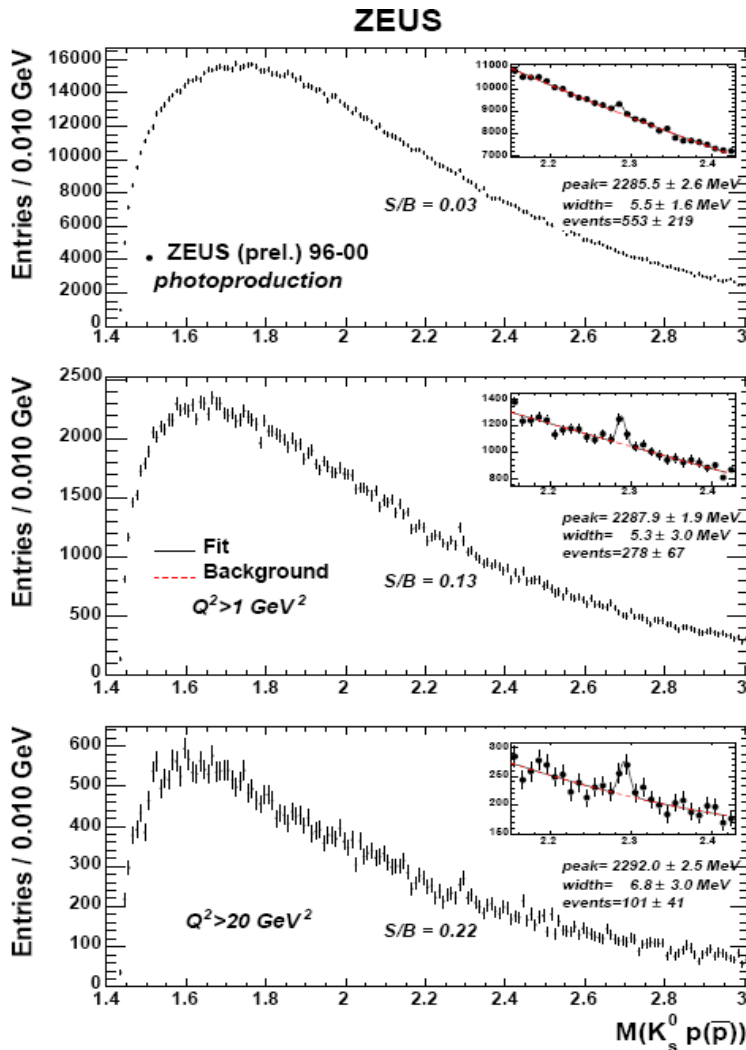 ZEUS
Entries / 0.010 GeV
16000
14000
12000
10000
8000
6000
4000
2000
0
11000
10000
9000
8000
7000
2.2
2.3
2.4
peak= 2285.5 ± 2.6 MeV
width= 5.5 ± 1.6 MeV
events=553 ± 219
S/B = 0.03
ZEUS (prel.) 96-00
photoproduction
1.4 1.6 1.8 2 2.2 2.4 2.6 2.8 3
Entries / 0.010 GeV
2500
2000
1500
1000
500
0
1400
1200
1000
800
2.2 2.3 2.4
peak= 2287.9 ± 1.9 MeV
width= 5.3 ± 3.0 MeV
events=278 ± 67
Fit
Background
S/B = 0.13
Q²>1 GeV²
1.4 1.6 1.8 2 2.2 2.4 2.6 2.8 3
Entries / 0.010 GeV
600
500
400
300
200
100
0
300
250
200
150
2.2 2.3 2.4
peak= 2292.0 ± 2.5 MeV
width= 6.8 ± 3.0 MeV
events=101 ± 41
Q²>20 GeV²
S/B = 0.22
1.4 1.6 1.8 2 2.2 2.4 2.6 2.8 3
M(K⁰ₛ p(p̅))